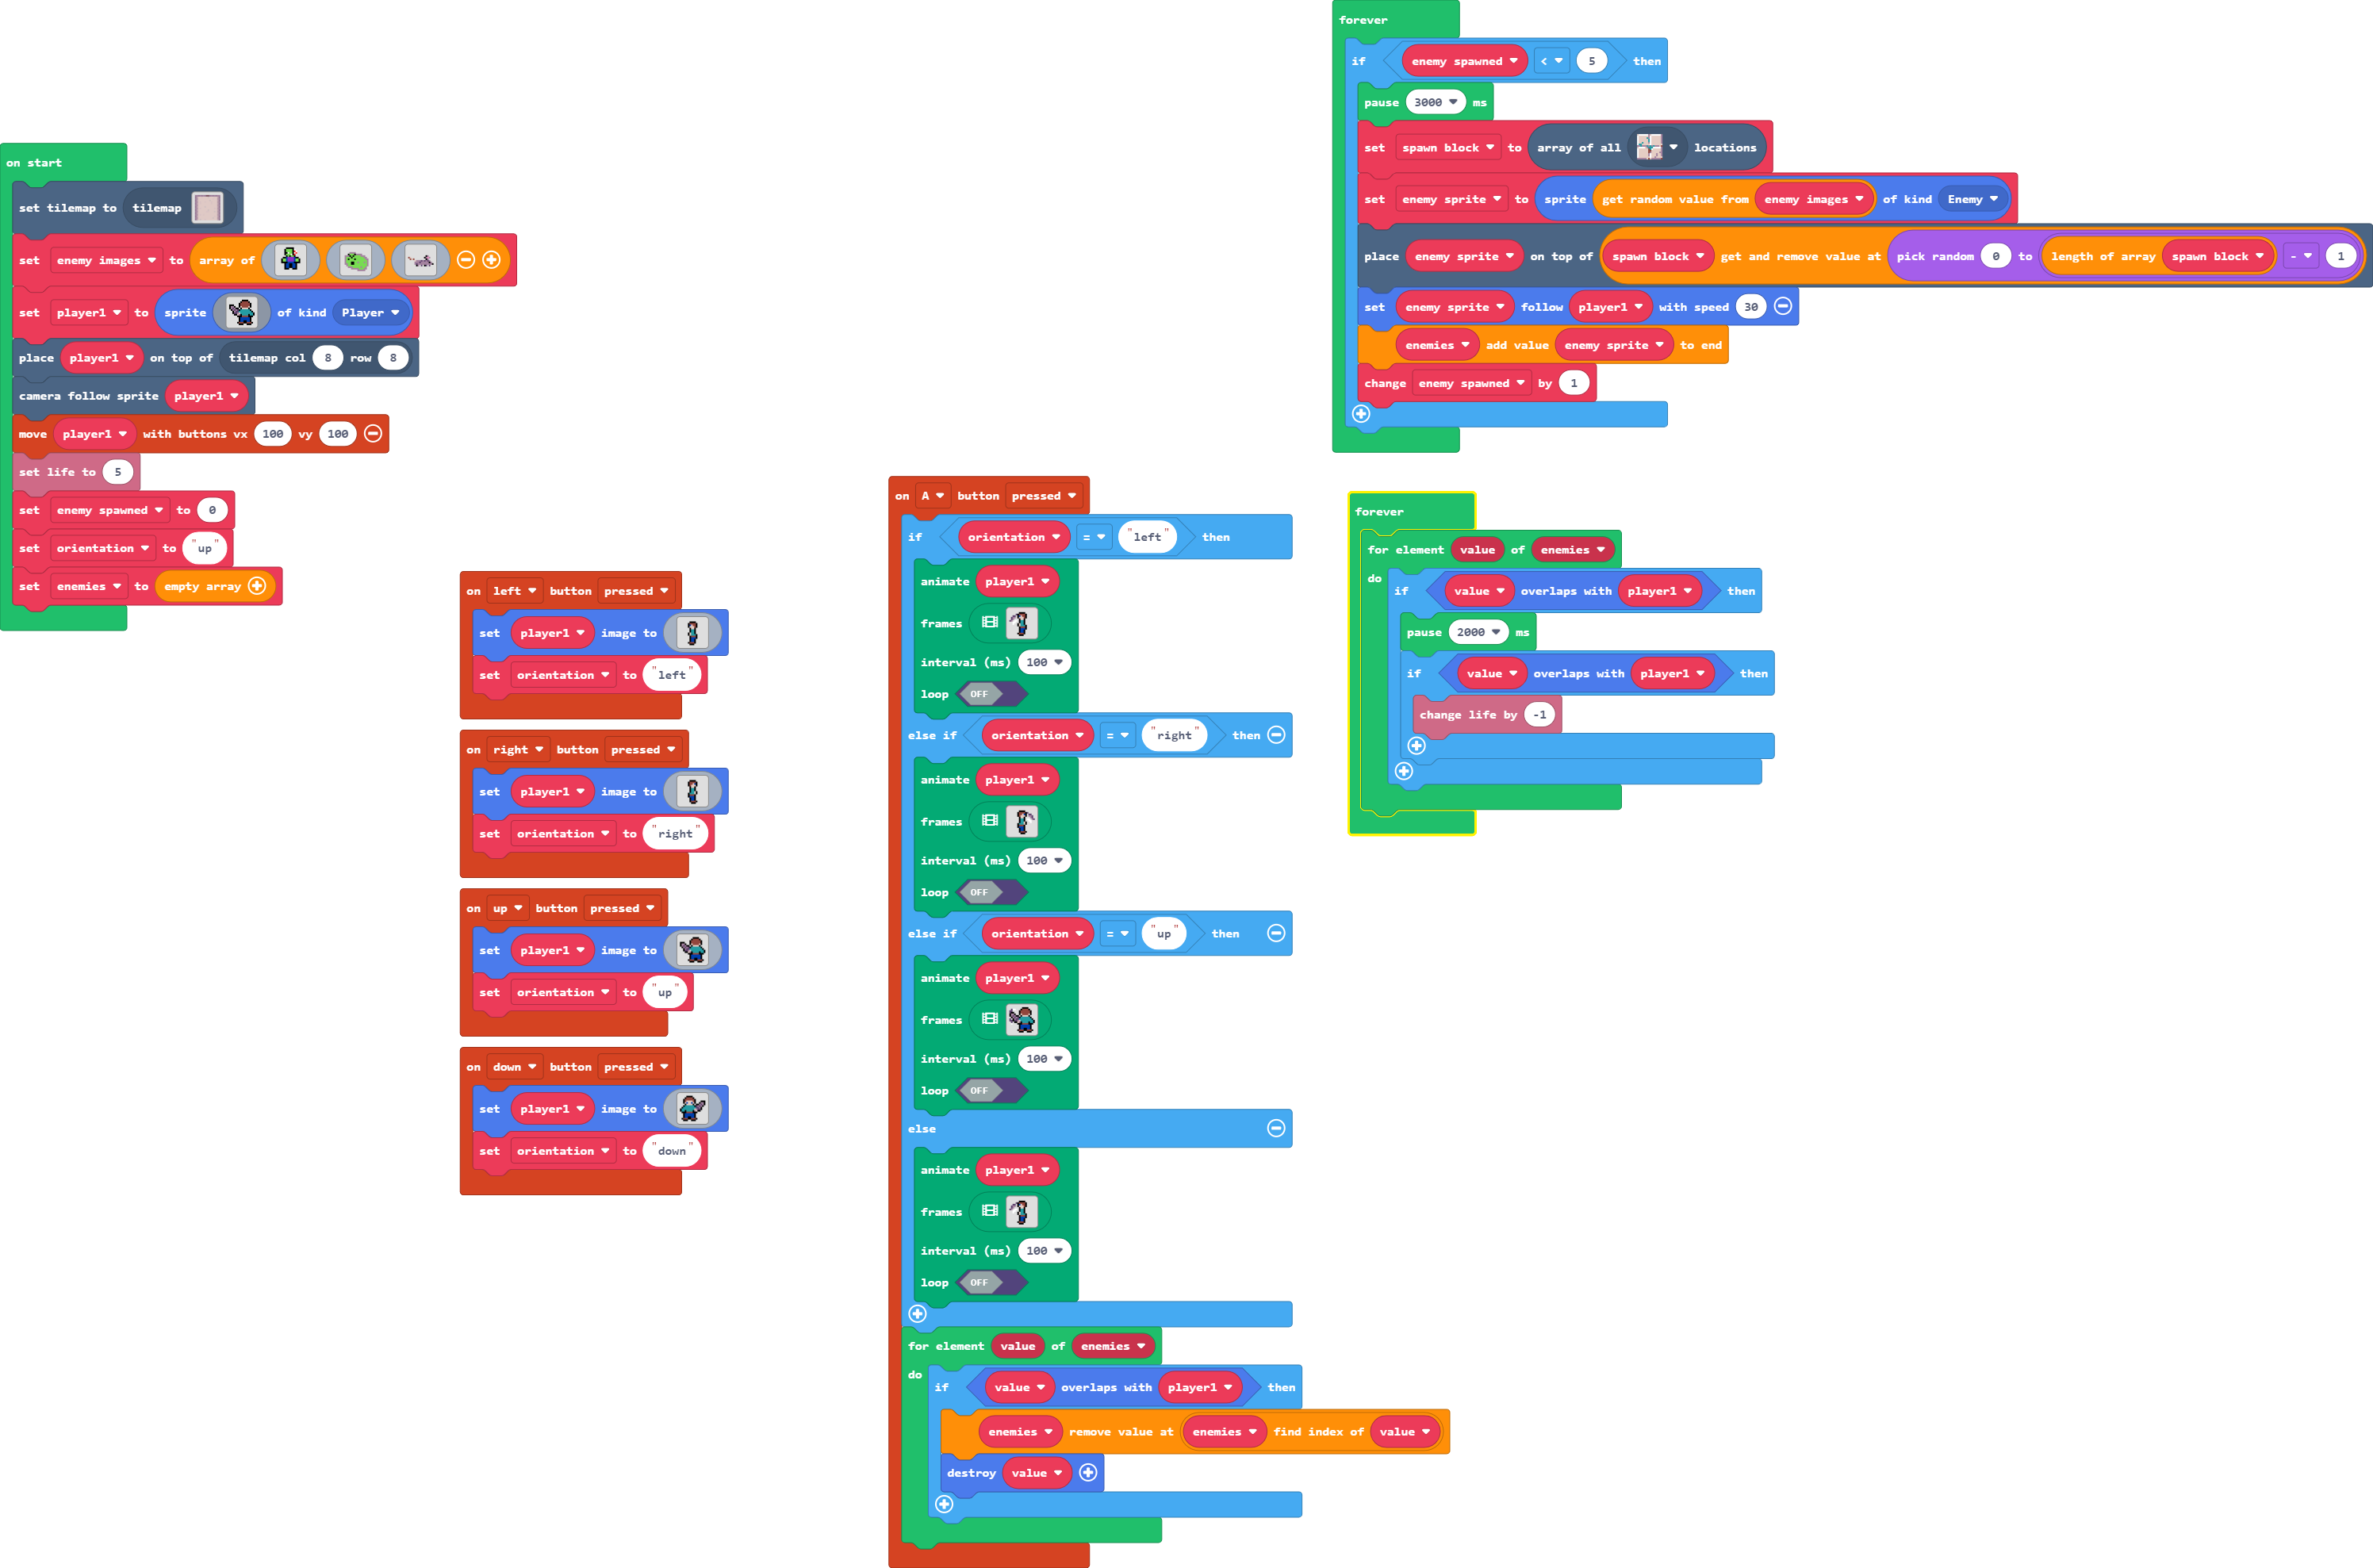 on start
set tilemap to tilemap
set enemy images to array of
set player1 to sprite of kind Player
place player1 on top of tilemap col 8 row 8
camera follow sprite player1
move player1 with buttons vx 100 vy 100
set life to 5
set enemy spawned to 0
set orientation to "up"
set enemies to empty array
on left button pressed
set player1 image to
set orientation to "left"
on right button pressed
set player1 image to
set orientation to "right"
on up button pressed
set player1 image to
set orientation to "up"
on down button pressed
set player1 image to
set orientation to "down"
on A button pressed
if orientation = "left" then
animate player1
frames
interval (ms) 100
loop OFF
else if orientation = "right" then
animate player1
frames
interval (ms) 100
loop OFF
else if orientation = "up" then
animate player1
frames
interval (ms) 100
loop OFF
else
animate player1
frames
interval (ms) 100
loop OFF
for element value of enemies
do
if value overlaps with player1 then
enemies remove value at enemies find index of value
destroy value
forever
if enemy spawned < 5 then
pause 3000 ms
set spawn block to array of all locations
set enemy sprite to sprite get random value from enemy images of kind Enemy
place enemy sprite on top of spawn block get and remove value at pick random 0 to length of array spawn block - 1
set enemy sprite follow player1 with speed 30
enemies add value enemy sprite to end
change enemy spawned by 1
forever
for element value of enemies
do
if value overlaps with player1 then
pause 2000 ms
if value overlaps with player1 then
change life by -1